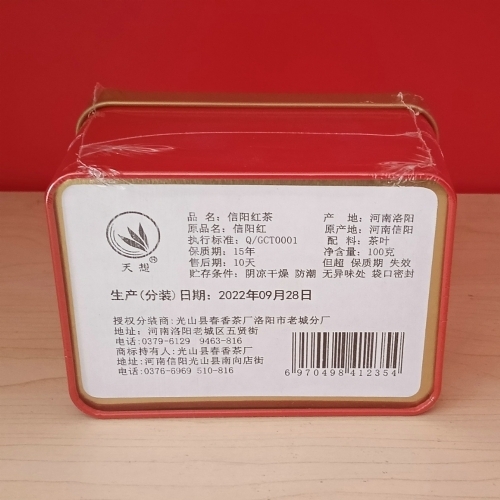 天趣®
品 名：信阳红茶 产 地：河南洛阳
原品名：信阳红 原产地：河南信阳
执行标准：Q/GCT0001 配 料：茶叶
保质期：15年 净含量：100克
售后期：10天 但超 保质期 失效
贮存条件：阴凉干燥 防潮 无异味处 袋口密封
生产(分装)日期：2022年09月28日
授权分装商：光山县春香茶厂洛阳市老城分厂
地址：河南洛阳老城区五贤街
电话:0379-6129 9463-816
商标持有人：光山县春香茶厂
地址：河南信阳光山县南向店街
电话:0376-6969 510-816
6970498412354